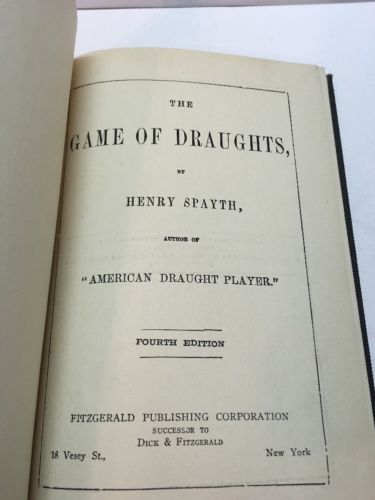 THE
GAME OF DRAUGHTS,
BY
HENRY SPAYTH,
AUTHOR OF
"AMERICAN DRAUGHT PLAYER."
FOURTH EDITION
FITZGERALD PUBLISHING CORPORATION
SUCCESSOR TO
DICK & FITZGERALD
18 Vesey St., New York